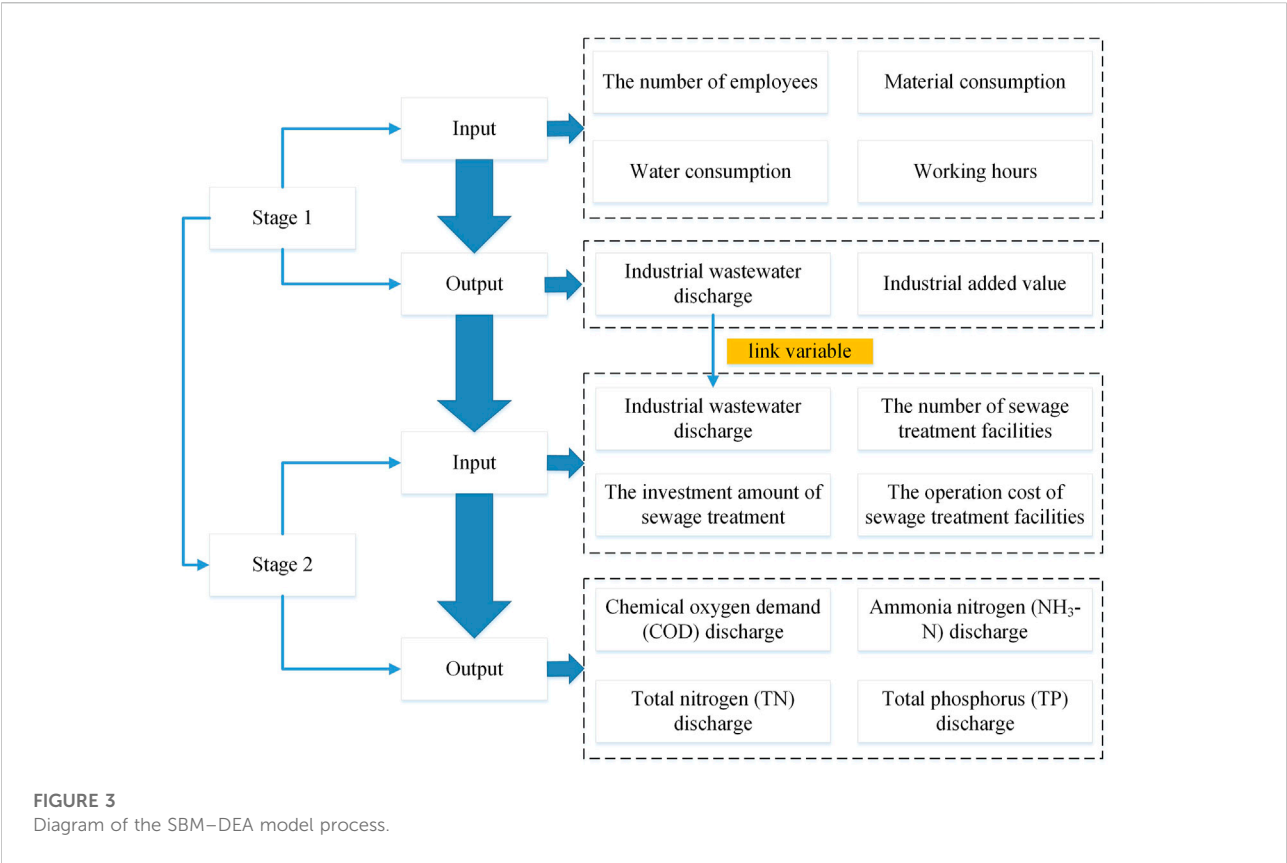 The number of employees
Material consumption
Input
Water consumption
Working hours
Stage 1
Output
Industrial wastewater
discharge
Industrial added value
link variable
Industrial wastewater
discharge
The number of sewage
treatment facilities
Input
The investment amount of
sewage treatment
The operation cost of
sewage treatment facilities
Stage 2
Chemical oxygen demand
(COD) discharge
Ammonia nitrogen (NH₃-
N) discharge
Output
Total nitrogen (TN)
discharge
Total phosphorus (TP)
discharge
FIGURE 3
Diagram of the SBM–DEA model process.